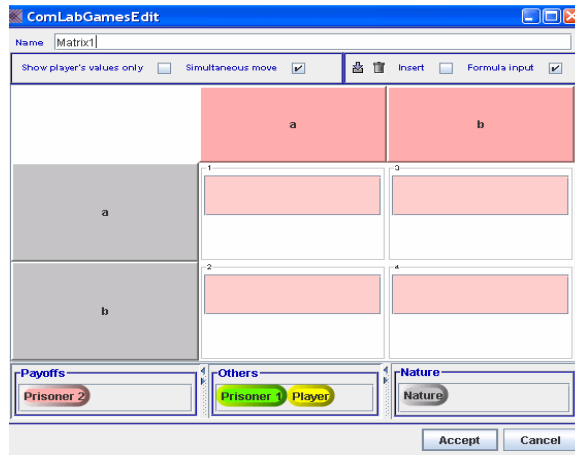 ComLabGamesEdit
Name Matrix1
Show player's values only Simultaneous move Insert Formula input
a b
1 3
a
2 4
b
Payoffs Others Nature
Prisoner 2 Prisoner 1 Player Nature
Accept Cancel